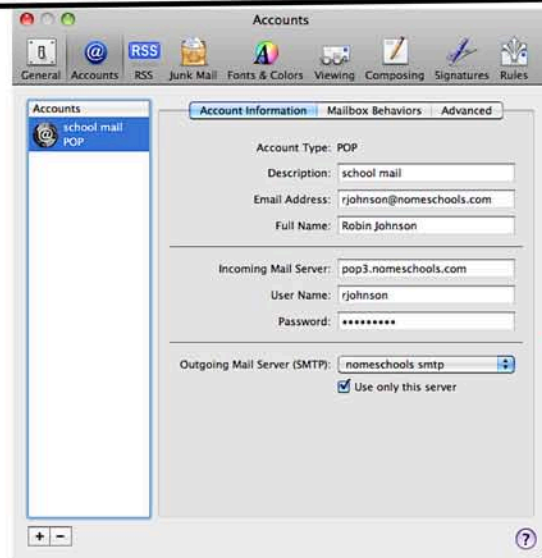 Accounts
General Accounts RSS Junk Mail Fonts & Colors Viewing Composing Signatures Rules
Accounts
school mail
POP
Account Information Mailbox Behaviors Advanced
Account Type: POP
Description: school mail
Email Address: rjohnson@nomeschools.com
Full Name: Robin Johnson
Incoming Mail Server: pop3.nomeschools.com
User Name: rjohnson
Password: •••••••••
Outgoing Mail Server (SMTP): nomeschools smtp
Use only this server
+ − ?